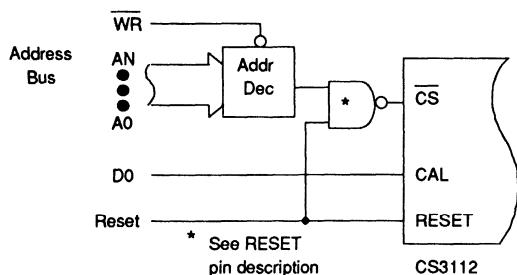 WR
Address
Bus
AN
A0
Addr
Dec
*
CS
D0
CAL
Reset
RESET
* See RESET
pin description
CS3112